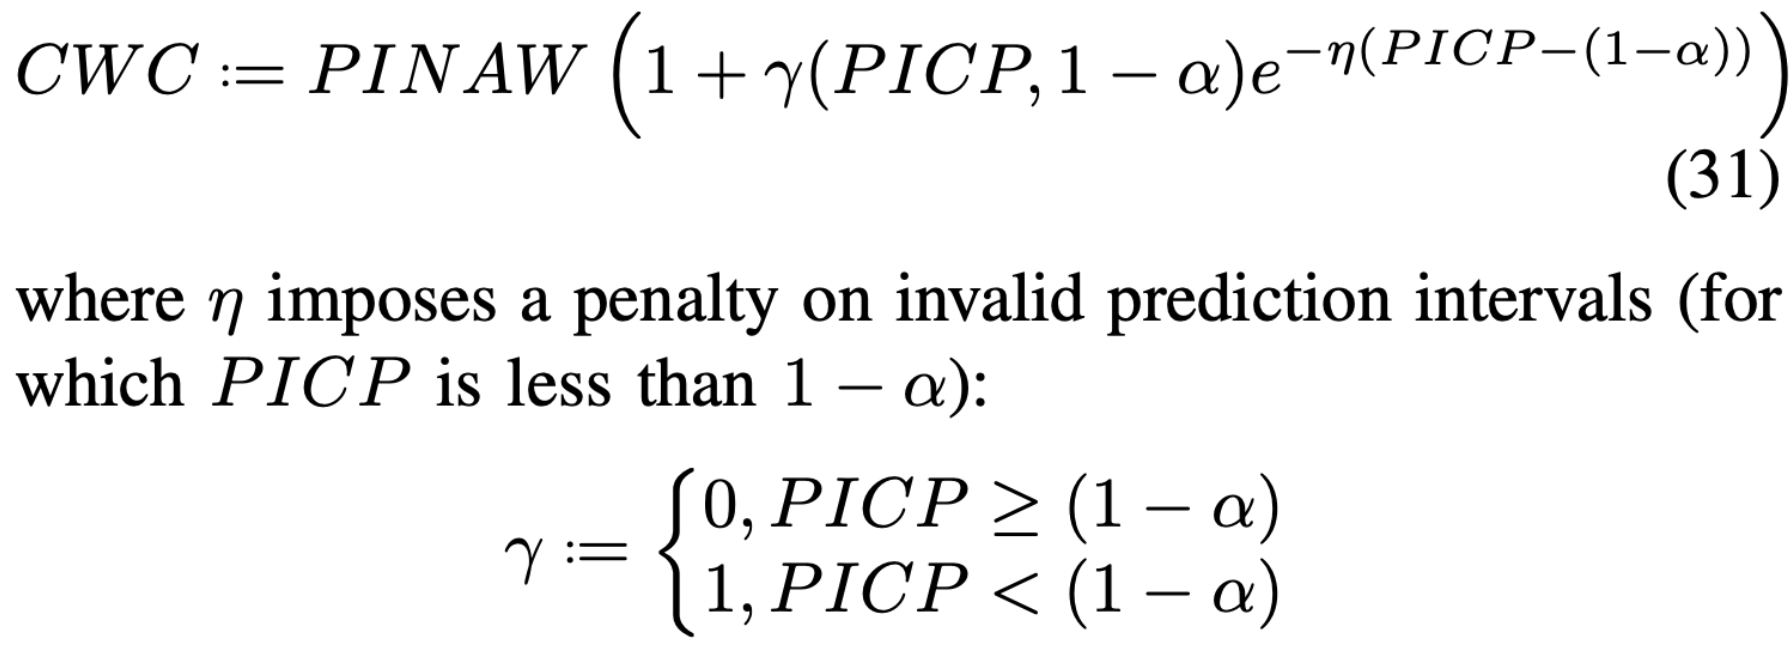 CWC := PINAW (1 + γ(PICP, 1 − α)e^{−η(PICP−(1−α))})
(31)
where η imposes a penalty on invalid prediction intervals (for
which PICP is less than 1 − α):
γ := { 0, PICP ≥ (1 − α)
1, PICP < (1 − α)